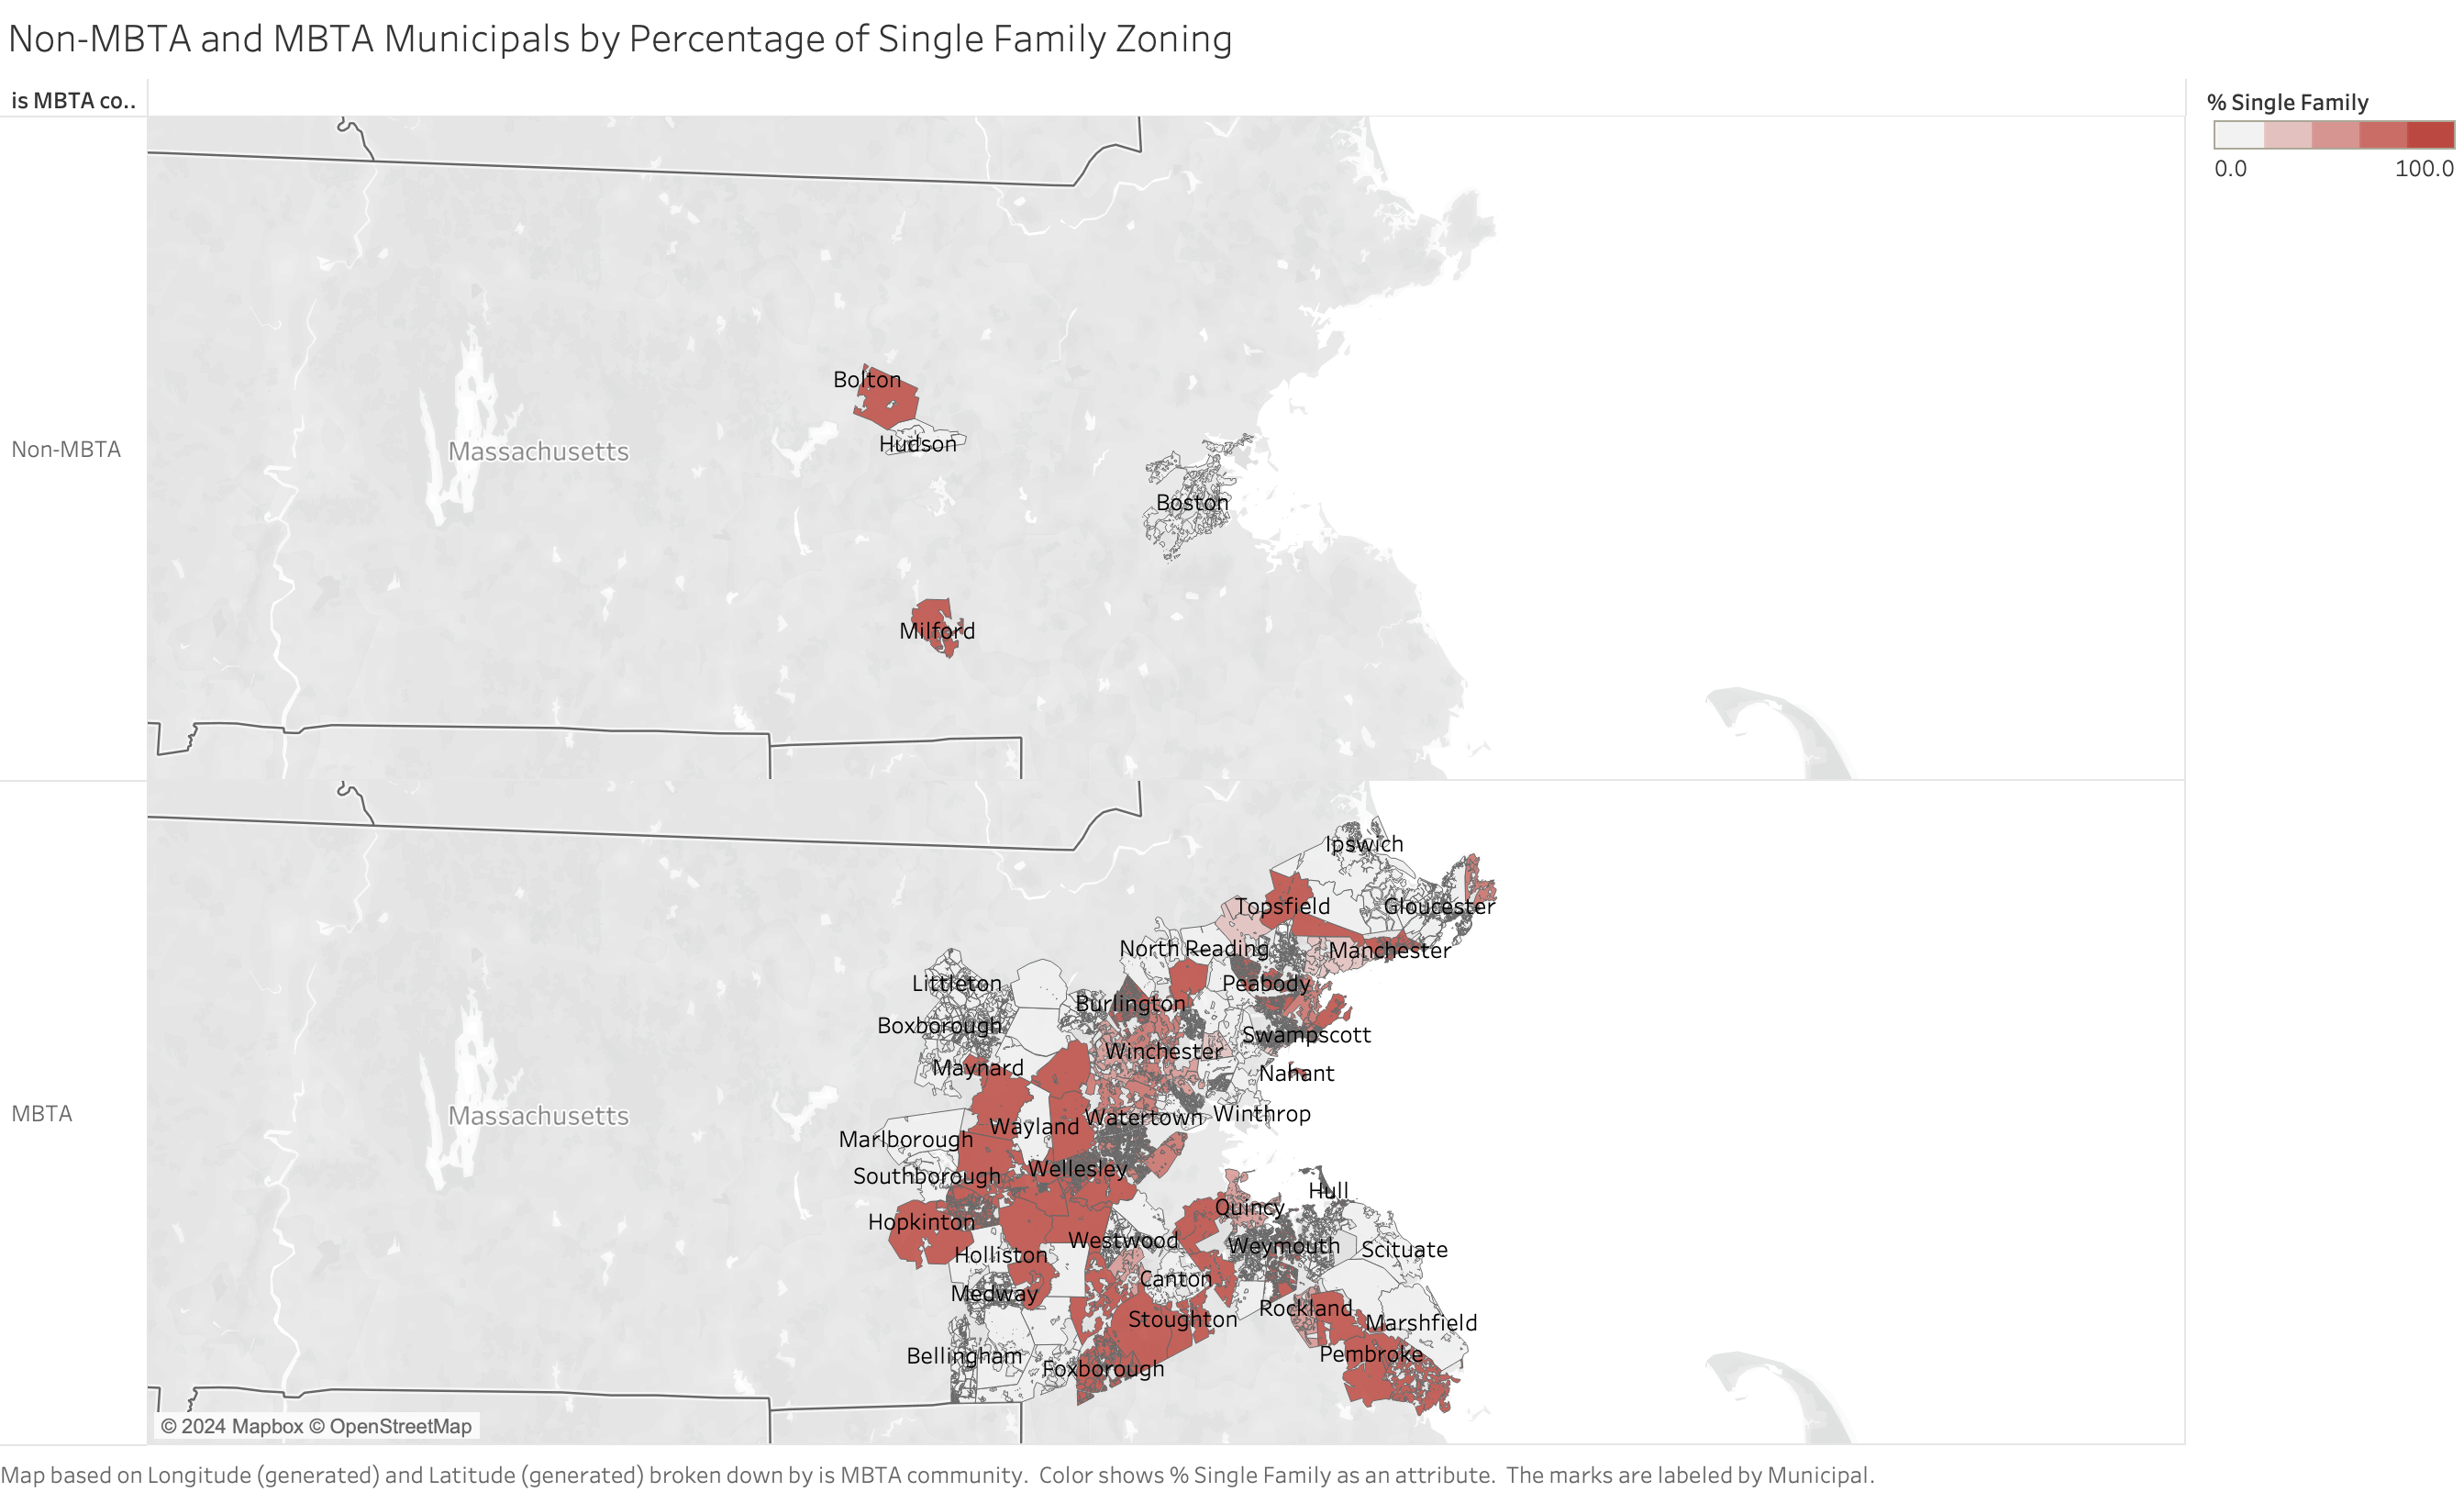 Non-MBTA and MBTA Municipals by Percentage of Single Family Zoning
is MBTA co..
% Single Family
0.0
100.0
Non-MBTA
Massachusetts
Bolton
Hudson
Boston
Milford
MBTA
Massachusetts
Ipswich
Topsfield
Gloucester
North Reading
Manchester
Littleton
Peabody
Burlington
Boxborough
Swampscott
Winchester
Maynard
Nahant
Watertown
Winthrop
Wayland
Marlborough
Wellesley
Southborough
Hull
Quincy
Hopkinton
Westwood
Weymouth
Scituate
Holliston
Canton
Medway
Rockland
Stoughton
Marshfield
Bellingham
Pembroke
Foxborough
© 2024 Mapbox © OpenStreetMap
Map based on Longitude (generated) and Latitude (generated) broken down by is MBTA community.  Color shows % Single Family as an attribute.  The marks are labeled by Municipal.